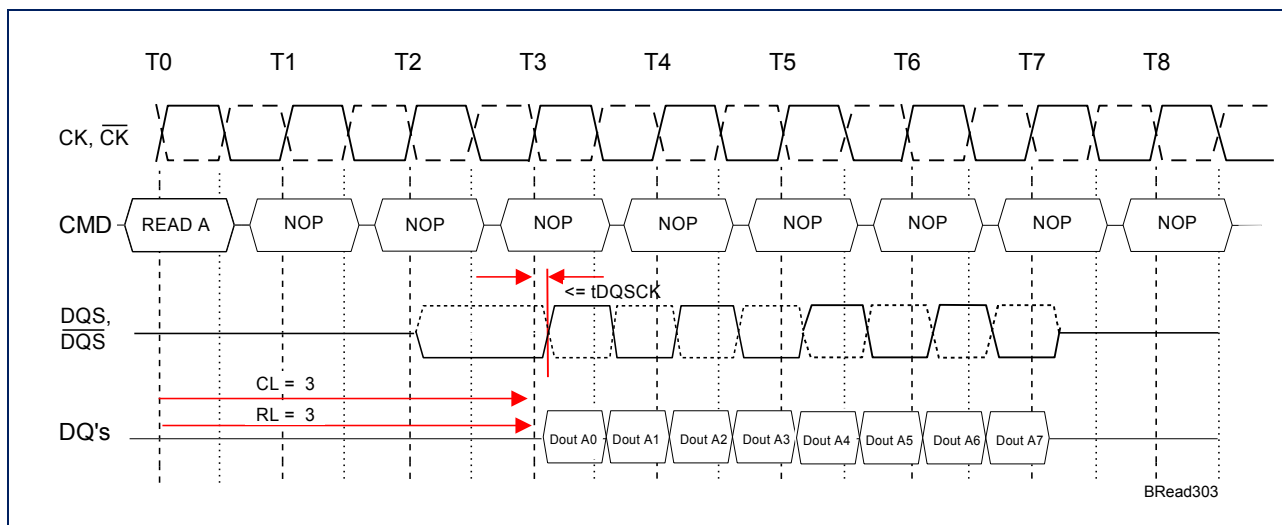 T0 T1 T2 T3 T4 T5 T6 T7 T8
CK, C̅K̅
CMD READ A NOP NOP NOP NOP NOP NOP NOP NOP
<= tDQSCK
DQS,
D̅Q̅S̅
CL = 3
RL = 3
DQ's Dout A0 Dout A1 Dout A2 Dout A3 Dout A4 Dout A5 Dout A6 Dout A7
BRead303